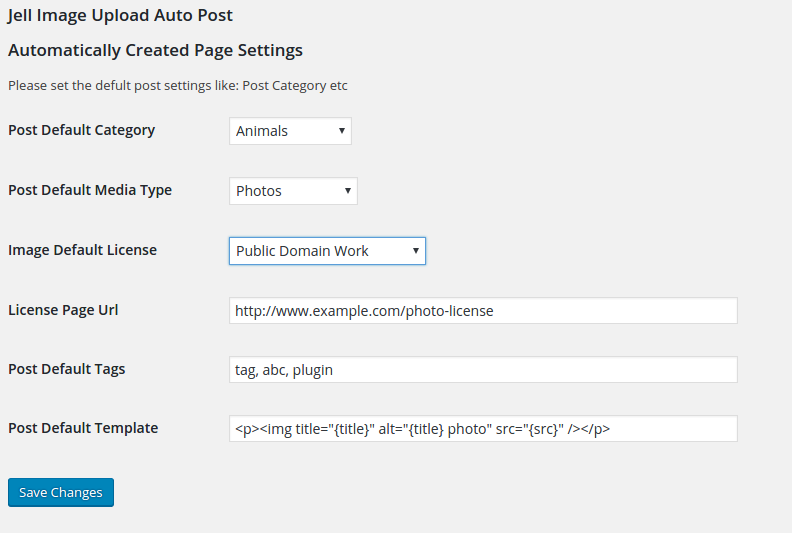 Jell Image Upload Auto Post
Automatically Created Page Settings
Please set the defult post settings like: Post Category etc
Post Default Category Animals
Post Default Media Type Photos
Image Default License Public Domain Work
License Page Url http://www.example.com/photo-license
Post Default Tags tag, abc, plugin
Post Default Template <p><img title="{title}" alt="{title} photo" src="{src}" /></p>
Save Changes